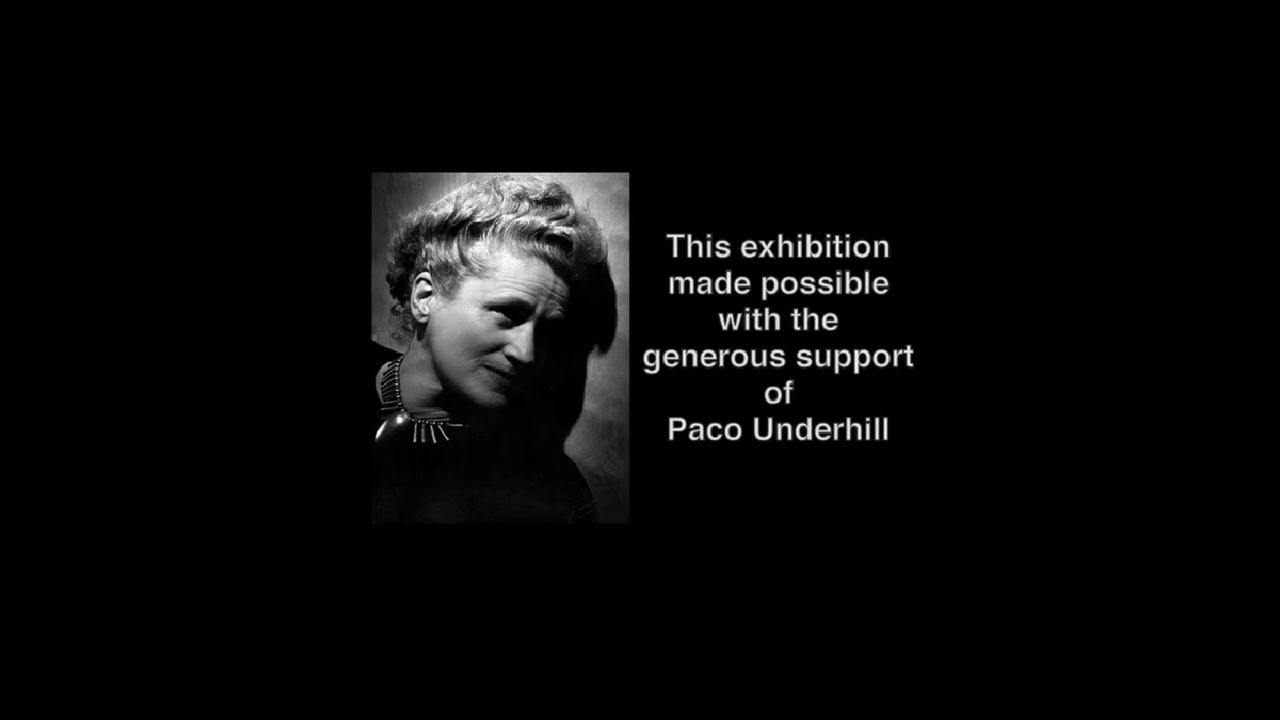 This exhibition
made possible
with the
generous support
of
Paco Underhill